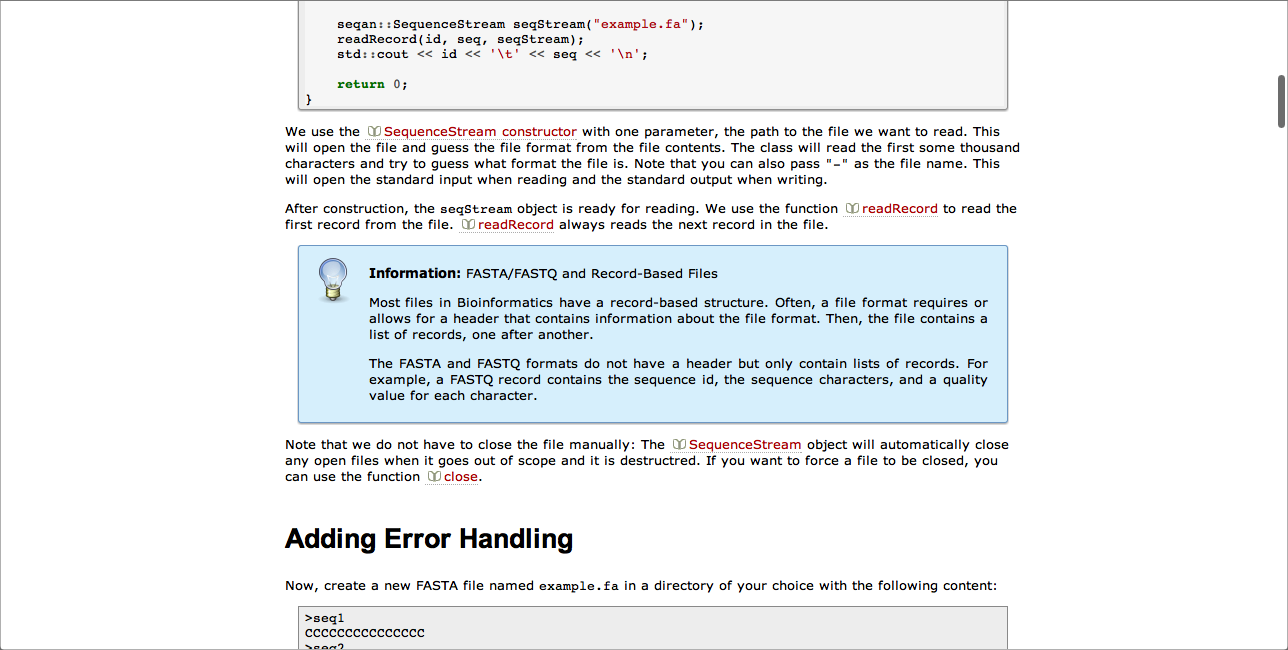 seqan::SequenceStream seqStream("example.fa");
readRecord(id, seq, seqStream);
std::cout << id << '\t' << seq << '\n';
return 0;
}
We use the SequenceStream constructor with one parameter, the path to the file we want to read. This
will open the file and guess the file format from the file contents. The class will read the first some thousand
characters and try to guess what format the file is. Note that you can also pass "-" as the file name. This
will open the standard input when reading and the standard output when writing.
After construction, the seqStream object is ready for reading. We use the function readRecord to read the
first record from the file. readRecord always reads the next record in the file.
Information: FASTA/FASTQ and Record-Based Files
Most files in Bioinformatics have a record-based structure. Often, a file format requires or
allows for a header that contains information about the file format. Then, the file contains a
list of records, one after another.
The FASTA and FASTQ formats do not have a header but only contain lists of records. For
example, a FASTQ record contains the sequence id, the sequence characters, and a quality
value for each character.
Note that we do not have to close the file manually: The SequenceStream object will automatically close
any open files when it goes out of scope and it is destructred. If you want to force a file to be closed, you
can use the function close.
Adding Error Handling
Now, create a new FASTA file named example.fa in a directory of your choice with the following content:
>seq1
CCCCCCCCCCCCCCC
>seq2